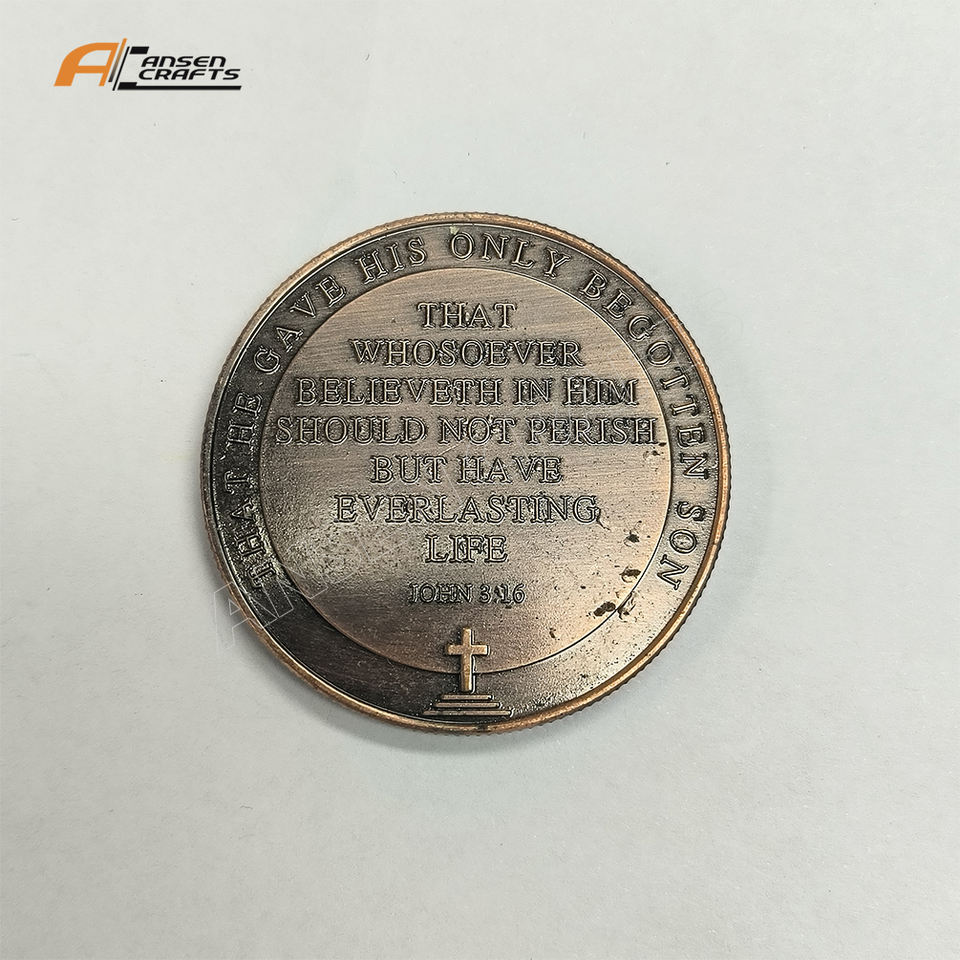 ANSEN
CRAFTS
THAT HE GAVE HIS ONLY BEGOTTEN SON
THAT
WHOSOEVER
BELIEVETH IN HIM
SHOULD NOT PERISH
BUT HAVE
EVERLASTING
LIFE
JOHN 3:16